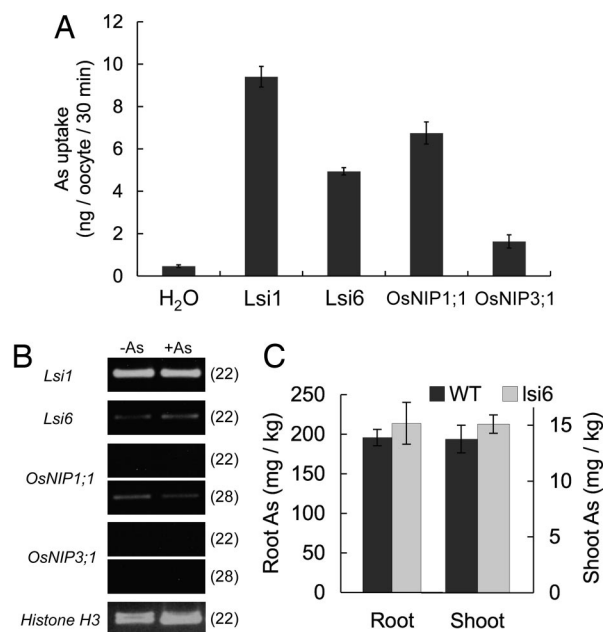 A
As uptake
(ng / oocyte / 30 min)
12
10
8
6
4
2
0
H₂O
Lsi1
Lsi6
OsNIP1;1
OsNIP3;1
B
-As
+As
Lsi1
(22)
Lsi6
(22)
OsNIP1;1
(22)
(28)
OsNIP3;1
(22)
(28)
Histone H3
(22)
C
WT
lsi6
Root As (mg / kg)
250
200
150
100
50
0
Shoot As (mg / kg)
15
10
5
0
Root
Shoot